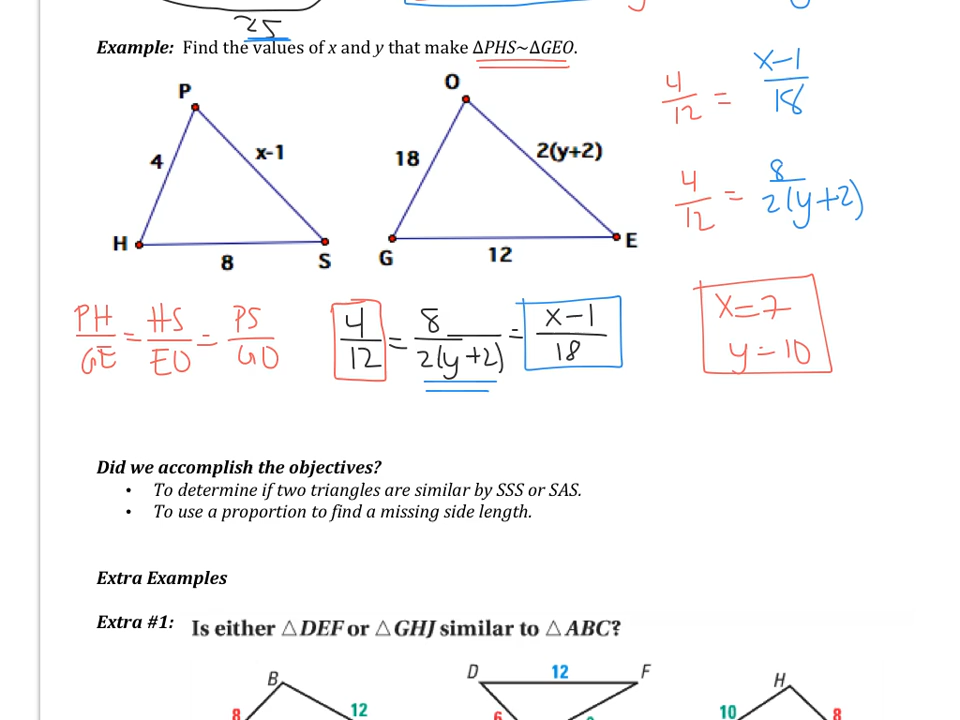 25
Example: Find the values of x and y that make ΔPHS~ΔGEO.
P
4
x-1
H
8
S
O
18
2(y+2)
G
12
E
4/12 = x-1/18
4/12 = 8/2(y+2)
PH/GE = HS/EO = PS/GO
4/12 = 8/2(y+2) = x-1/18
x=7
y=10
Did we accomplish the objectives?
• To determine if two triangles are similar by SSS or SAS.
• To use a proportion to find a missing side length.
Extra Examples
Extra #1: Is either △DEF or △GHJ similar to △ABC?
B
8
12
D
12
F
6
H
10
8